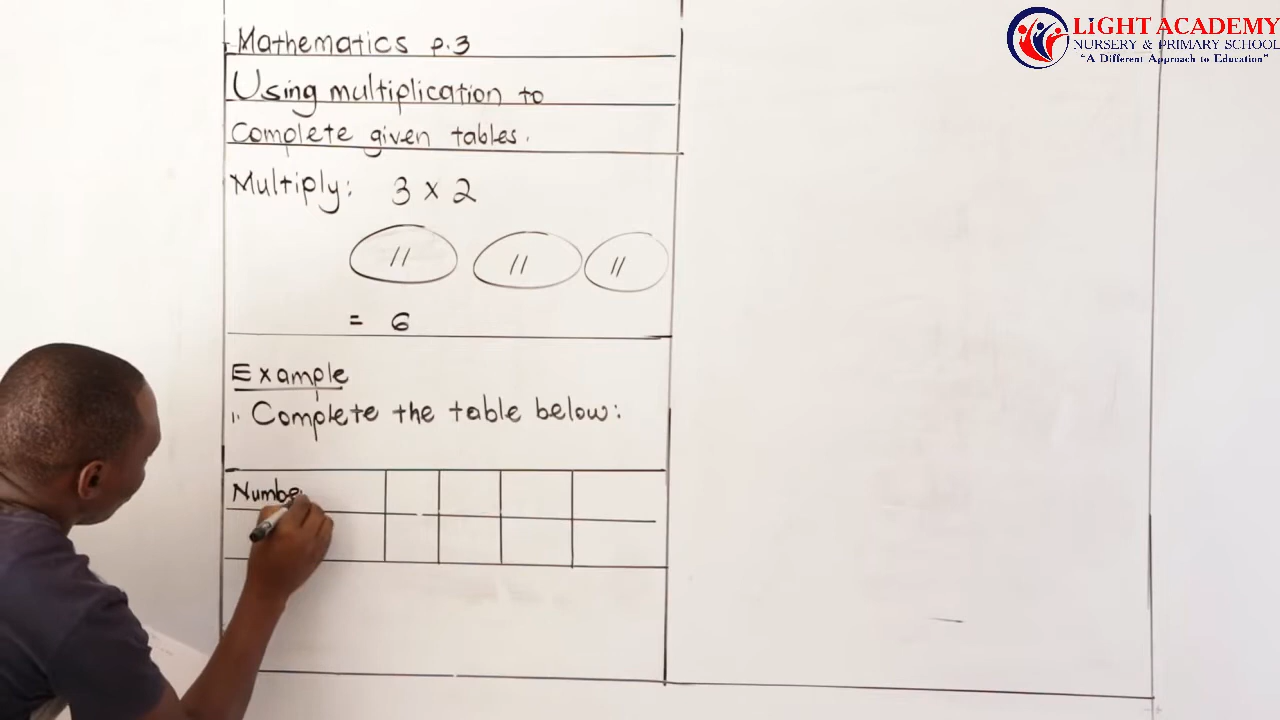 LIGHT ACADEMY
NURSERY & PRIMARY SCHOOL
"A Different Approach to Education"
Mathematics p.3
Using multiplication to
Complete given tables.
Multiply: 3 x 2
= 6
Example
1. Complete the table below:
Numbe